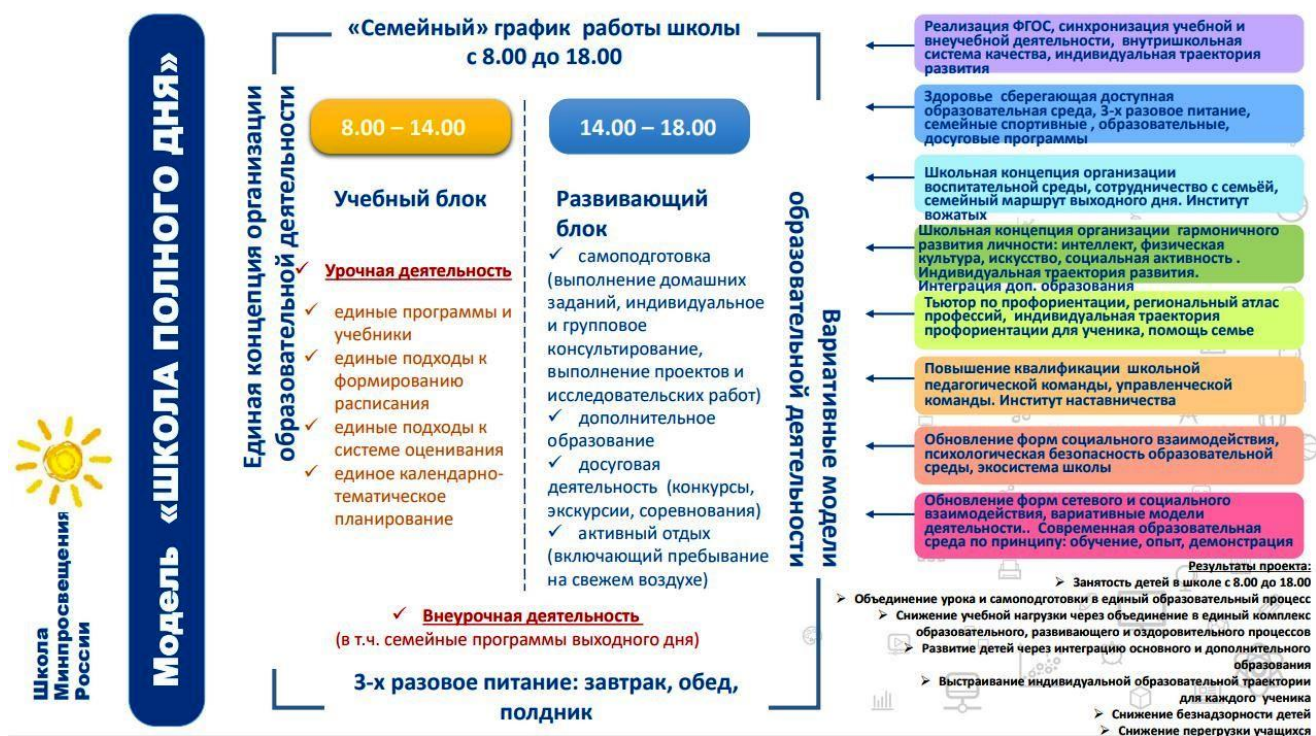 Школа
Минпросвещения
России
Модель «ШКОЛА ПОЛНОГО ДНЯ»
Единая концепция организации
образовательной деятельности
«Семейный» график работы школы
с 8.00 до 18.00
8.00 – 14.00
Учебный блок
✓ Урочная деятельность
✓ единые программы и
учебники
✓ единые подходы к
формированию
расписания
✓ единые подходы к
системе оценивания
✓ единое календарно-
тематическое
планирование
14.00 – 18.00
Развивающий
блок
✓ самоподготовка
(выполнение домашних
заданий, индивидуальное
и групповое
консультирование,
выполнение проектов и
исследовательских работ)
✓ дополнительное
образование
✓ досуговая
деятельность (конкурсы,
экскурсии, соревнования)
✓ активный отдых
(включающий пребывание
на свежем воздухе)
✓ Внеурочная деятельность
(в т.ч. семейные программы выходного дня)
3-х разовое питание: завтрак, обед,
полдник
Вариативные модели
образовательной деятельности
Реализация ФГОС, синхронизация учебной и
внеучебной деятельности, внутришкольная
система качества, индивидуальная траектория
развития
Здоровье сберегающая доступная
образовательная среда, 3-х разовое питание,
семейные спортивные , образовательные,
досуговые программы
Школьная концепция организации
воспитательной среды, сотрудничество с семьёй,
семейный маршрут выходного дня. Институт
вожатых
Школьная концепция организации гармоничного
развития личности: интеллект, физическая
культура, искусство, социальная активность .
Индивидуальная траектория развития.
Интеграция доп. образования
Тьютор по профориентации, региональный атлас
профессий, индивидуальная траектория
профориентации для ученика, помощь семье
Повышение квалификации школьной
педагогической команды, управленческой
команды. Институт наставничества
Обновление форм социального взаимодействия,
психологическая безопасность образовательной
среды, экосистема школы
Обновление форм сетевого и социального
взаимодействия, вариативные модели
деятельности.. Современная образовательная
среда по принципу: обучение, опыт, демонстрация
Результаты проекта:
➢ Занятость детей в школе с 8.00 до 18.00
➢ Объединение урока и самоподготовки в единый образовательный процесс
➢ Снижение учебной нагрузки через объединение в единый комплекс
образовательного, развивающего и оздоровительного процессов
➢ Развитие детей через интеграцию основного и дополнительного
образования
➢ Выстраивание индивидуальной образовательной траектории
для каждого ученика
➢ Снижение безнадзорности детей
➢ Снижение перегрузки учащихся